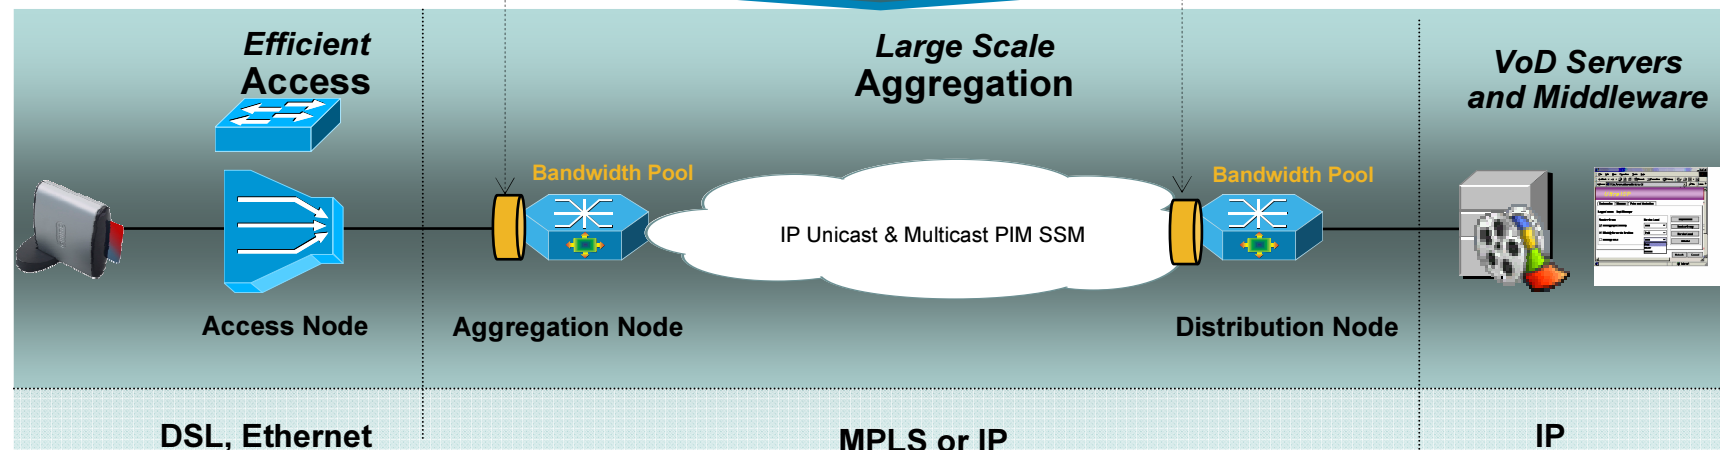 Efficient
Access
Large Scale
Aggregation
VoD Servers
and Middleware
Bandwidth Pool
Bandwidth Pool
IP Unicast & Multicast PIM SSM
Access Node
Aggregation Node
Distribution Node
DSL, Ethernet
MPLS or IP
IP